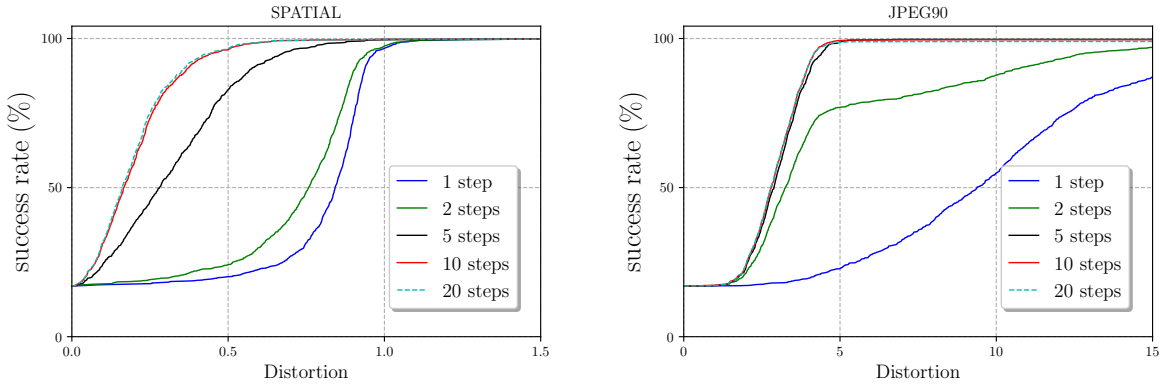 SPATIAL
success rate (%)
100
50
0
0.0
0.5
1.0
1.5
Distortion
1 step
2 steps
5 steps
10 steps
20 steps
JPEG90
success rate (%)
100
50
0
0
5
10
15
Distortion
1 step
2 steps
5 steps
10 steps
20 steps